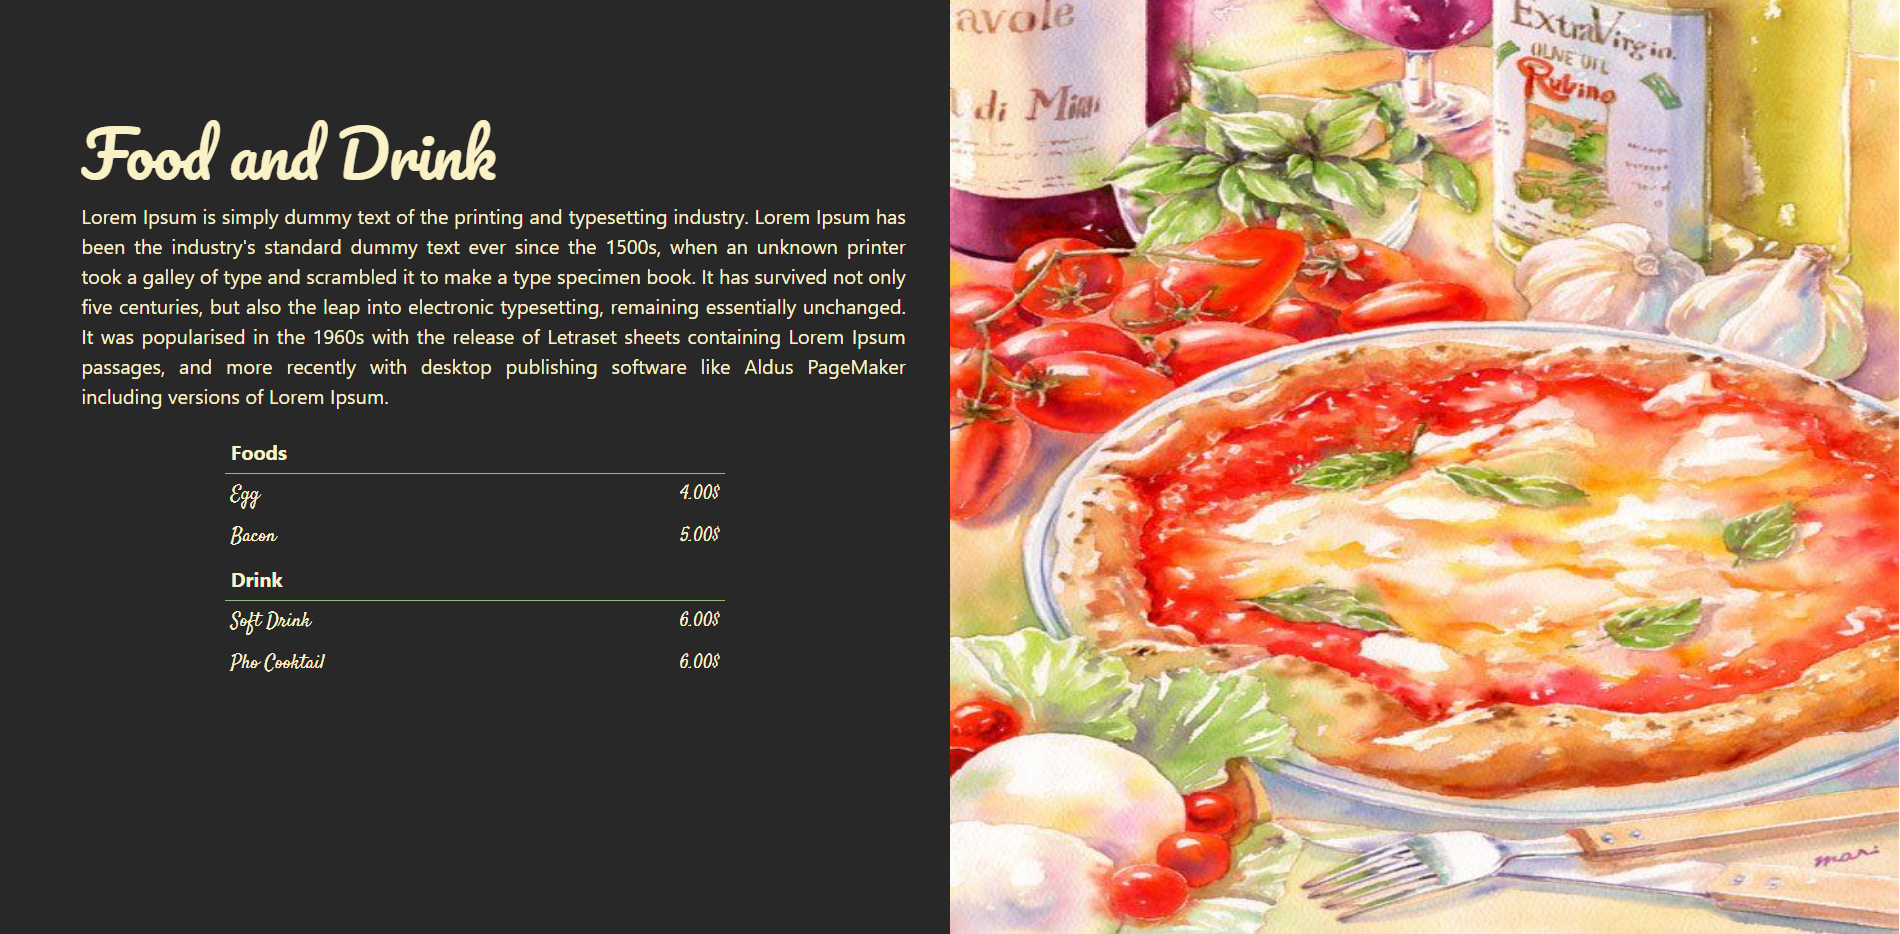 Food and Drink
Lorem Ipsum is simply dummy text of the printing and typesetting industry. Lorem Ipsum has
been the industry's standard dummy text ever since the 1500s, when an unknown printer
took a galley of type and scrambled it to make a type specimen book. It has survived not only
five centuries, but also the leap into electronic typesetting, remaining essentially unchanged.
It was popularised in the 1960s with the release of Letraset sheets containing Lorem Ipsum
passages, and more recently with desktop publishing software like Aldus PageMaker
including versions of Lorem Ipsum.
Foods
Egg 4.00$
Bacon 5.00$
Drink
Soft Drink 6.00$
Pho Cooktail 6.00$
avole
di
Extra Virgin
OLIVE OIL
Rubino
mari